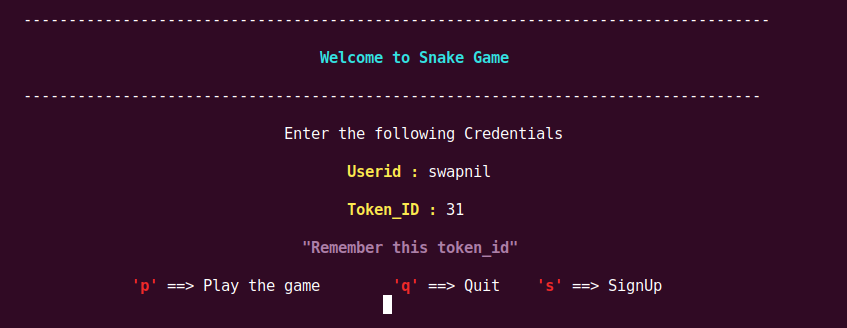 -----------------------------------------------------------------------------------
Welcome to Snake Game
----------------------------------------------------------------------------------
Enter the following Credentials
Userid : swapnil
Token_ID : 31
"Remember this token_id"
'p' ==> Play the game 'q' ==> Quit 's' ==> SignUp